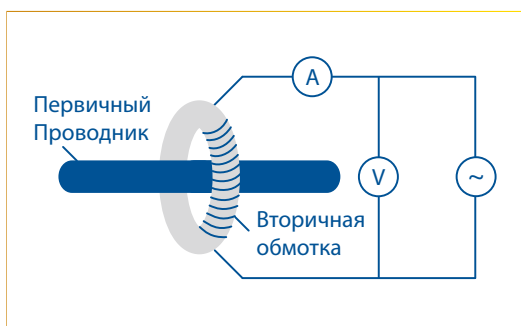 A
Первичный
Проводник
V
~
Вторичная
обмотка